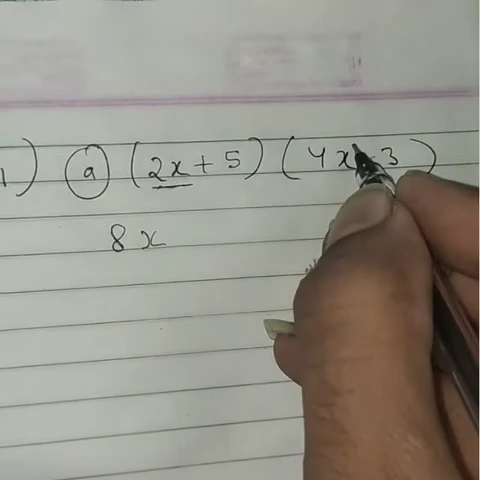 1) a (2x + 5) (4x - 3)
8x